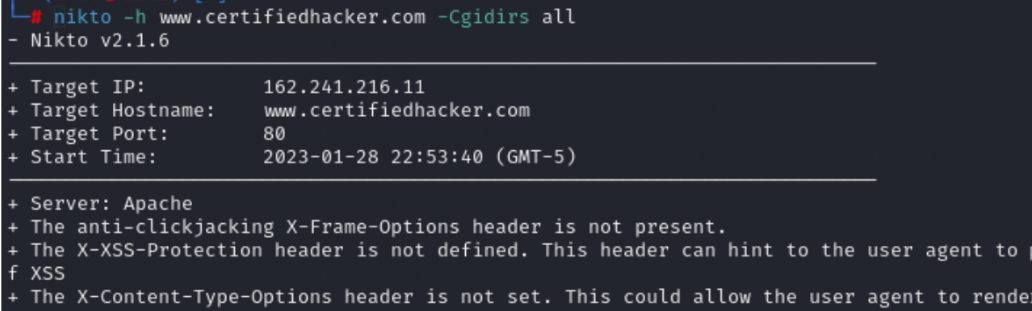 └─# nikto -h www.certifiedhacker.com -Cgidirs all
- Nikto v2.1.6
+ Target IP: 162.241.216.11
+ Target Hostname: www.certifiedhacker.com
+ Target Port: 80
+ Start Time: 2023-01-28 22:53:40 (GMT-5)
+ Server: Apache
+ The anti-clickjacking X-Frame-Options header is not present.
+ The X-XSS-Protection header is not defined. This header can hint to the user agent to
f XSS
+ The X-Content-Type-Options header is not set. This could allow the user agent to